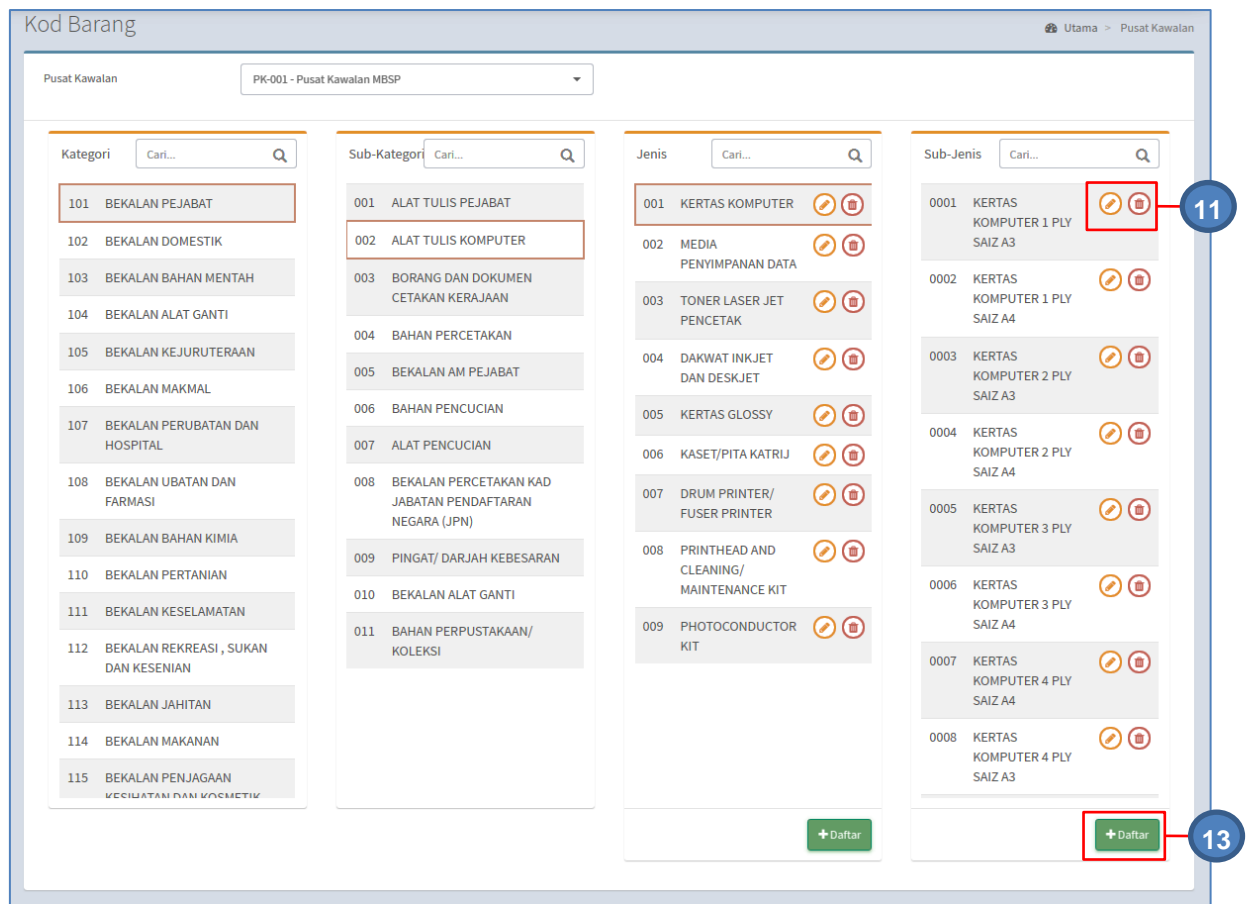 Kod Barang
Utama > Pusat Kawalan
Pusat Kawalan
PK-001 - Pusat Kawalan MBSP
Kategori
Cari...
101 BEKALAN PEJABAT
102 BEKALAN DOMESTIK
103 BEKALAN BAHAN MENTAH
104 BEKALAN ALAT GANTI
105 BEKALAN KEJURUTERAAN
106 BEKALAN MAKMAL
107 BEKALAN PERUBATAN DAN
HOSPITAL
108 BEKALAN UBATAN DAN
FARMASI
109 BEKALAN BAHAN KIMIA
110 BEKALAN PERTANIAN
111 BEKALAN KESELAMATAN
112 BEKALAN REKREASI , SUKAN
DAN KESENIAN
113 BEKALAN JAHITAN
114 BEKALAN MAKANAN
115 BEKALAN PENJAGAAN
KESIHATAN DAN KOSMETIK
Sub-Kategori
Cari...
001 ALAT TULIS PEJABAT
002 ALAT TULIS KOMPUTER
003 BORANG DAN DOKUMEN
CETAKAN KERAJAAN
004 BAHAN PERCETAKAN
005 BEKALAN AM PEJABAT
006 BAHAN PENCUCIAN
007 ALAT PENCUCIAN
008 BEKALAN PERCETAKAN KAD
JABATAN PENDAFTARAN
NEGARA (JPN)
009 PINGAT/ DARJAH KEBESARAN
010 BEKALAN ALAT GANTI
011 BAHAN PERPUSTAKAAN/
KOLEKSI
Jenis
Cari...
001 KERTAS KOMPUTER
002 MEDIA
PENYIMPANAN DATA
003 TONER LASER JET
PENCETAK
004 DAKWAT INKJET
DAN DESKJET
005 KERTAS GLOSSY
006 KASET/PITA KATRIJ
007 DRUM PRINTER/
FUSER PRINTER
008 PRINTHEAD AND
CLEANING/
MAINTENANCE KIT
009 PHOTOCONDUCTOR
KIT
+ Daftar
Sub-Jenis
Cari...
0001 KERTAS
KOMPUTER 1 PLY
SAIZ A3
0002 KERTAS
KOMPUTER 1 PLY
SAIZ A4
0003 KERTAS
KOMPUTER 2 PLY
SAIZ A3
0004 KERTAS
KOMPUTER 2 PLY
SAIZ A4
0005 KERTAS
KOMPUTER 3 PLY
SAIZ A3
0006 KERTAS
KOMPUTER 3 PLY
SAIZ A4
0007 KERTAS
KOMPUTER 4 PLY
SAIZ A4
0008 KERTAS
KOMPUTER 4 PLY
SAIZ A3
+ Daftar
11
13